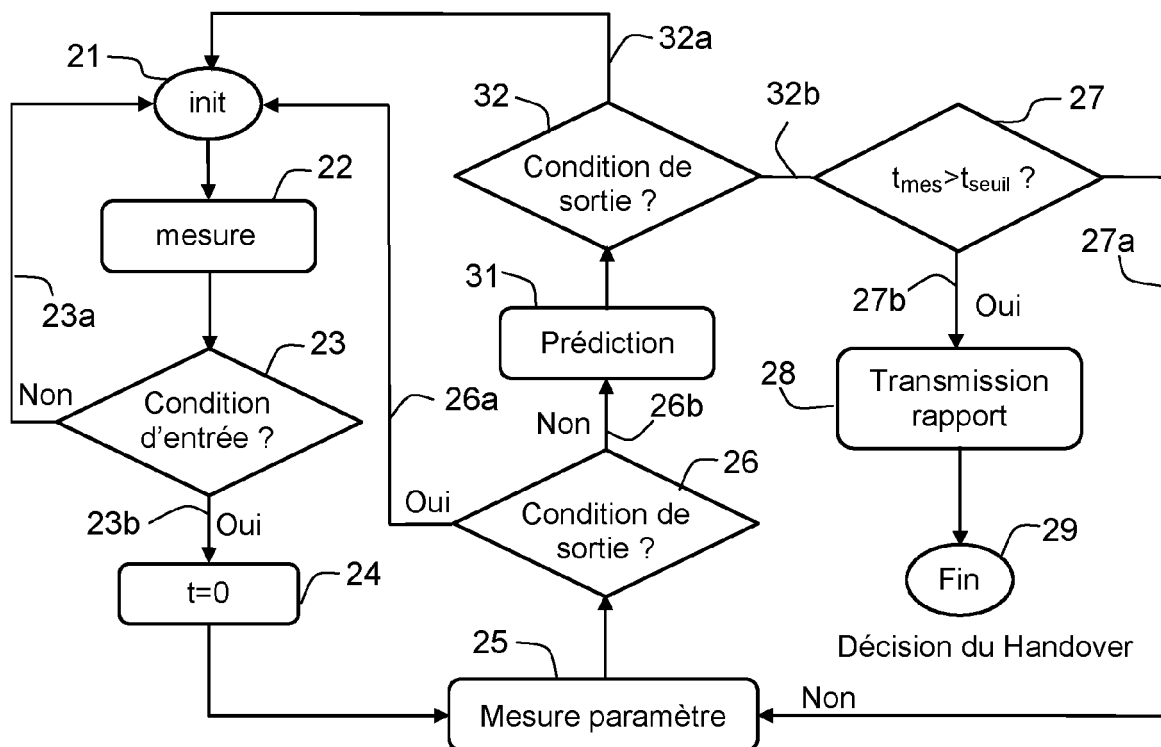 32a
21
init
32
32b
27
Condition de
sortie ?
tmes>tseuil ?
22
mesure
27a
23a
31
27b
Oui
Prédiction
23
Non
Condition
d'entrée ?
26a
Non
26b
28
Transmission
rapport
26
Oui
Condition de
sortie ?
23b
Oui
29
Fin
24
t=0
Décision du Handover
25
Non
Mesure paramètre